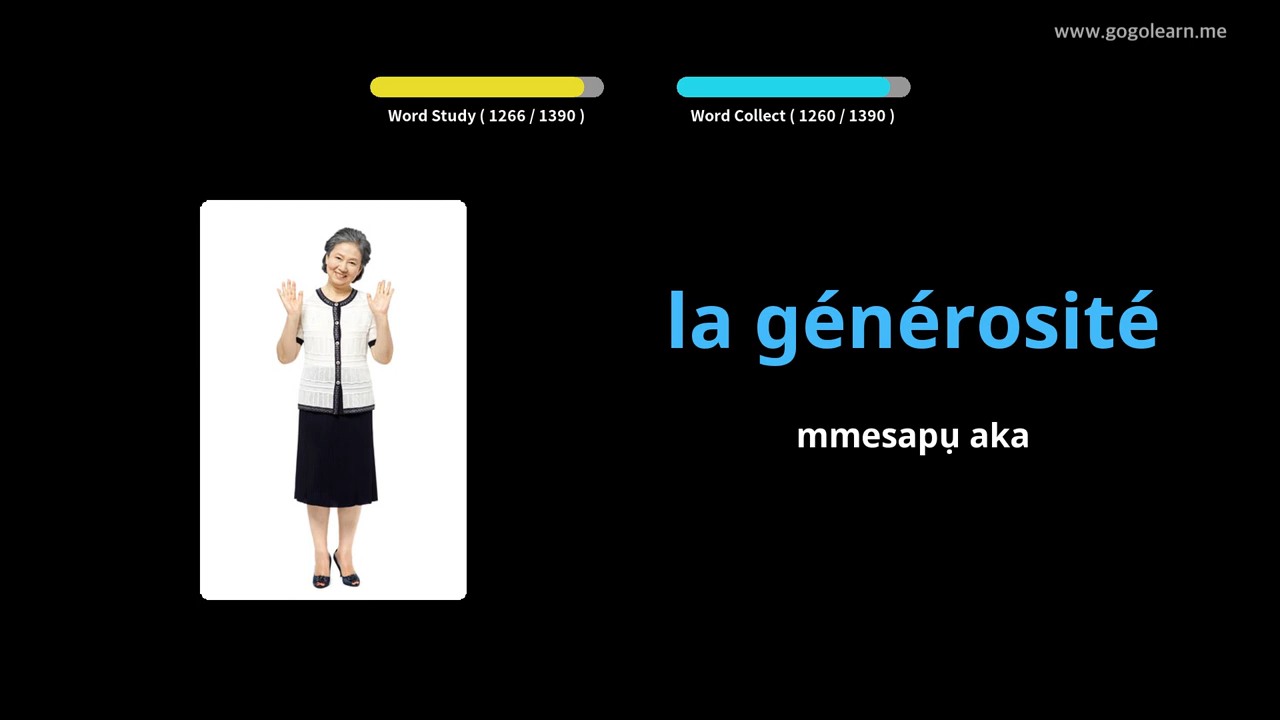 www.gogolearn.me
Word Study ( 1266 / 1390 )
Word Collect ( 1260 / 1390 )
la générosité
mmesapụ aka